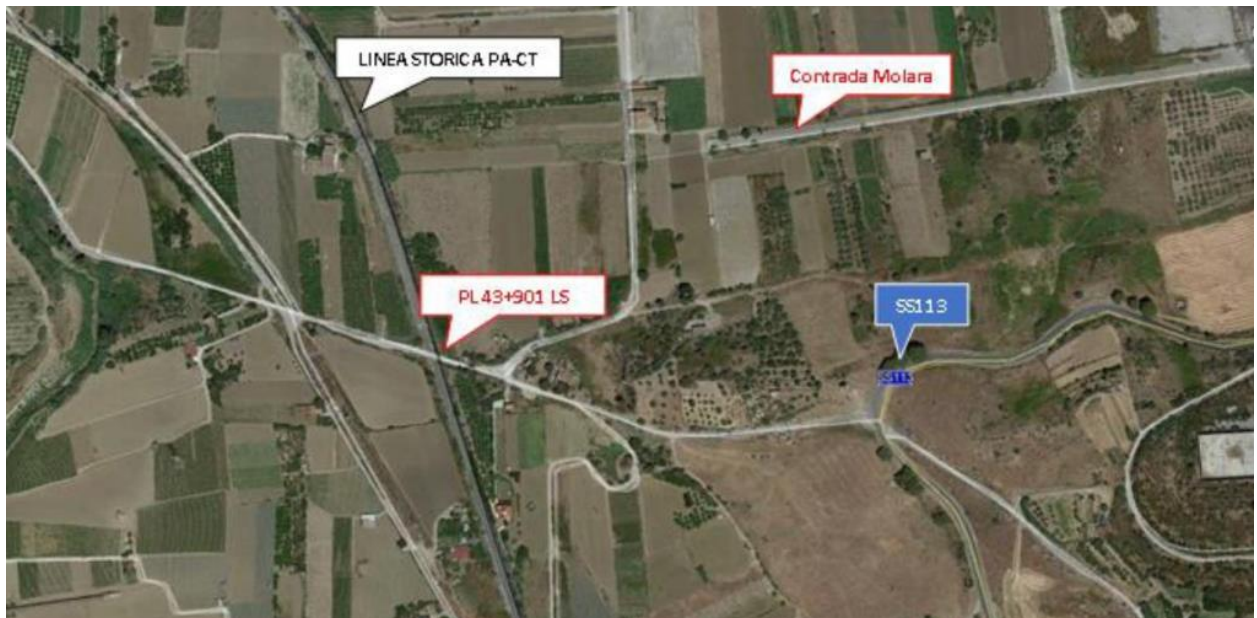 LINEA STORICA PA-CT
Contrada Molara
PL 43+901 LS
SS113